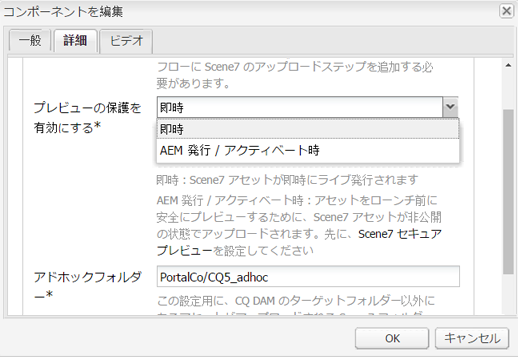 コンポーネントを編集
一般 詳細 ビデオ
フローに Scene7 のアップロードステップを追加する必
要があります。
プレビューの保護を
有効にする*
即時
即時
AEM 発行 / アクティベート時
即時：Scene7 アセットが即時にライブ発行されます
AEM 発行 / アクティベート時：アセットをローンチ前に
安全にプレビューするために、Scene7 アセットが非公開
の状態でアップロードされます。先に、Scene7 セキュア
プレビューを設定してください
アドホックフォルダ
ー*
PortalCo/CQ5_adhoc
この設定用に、CQ DAM のターゲットフォルダー以外に
OK キャンセル